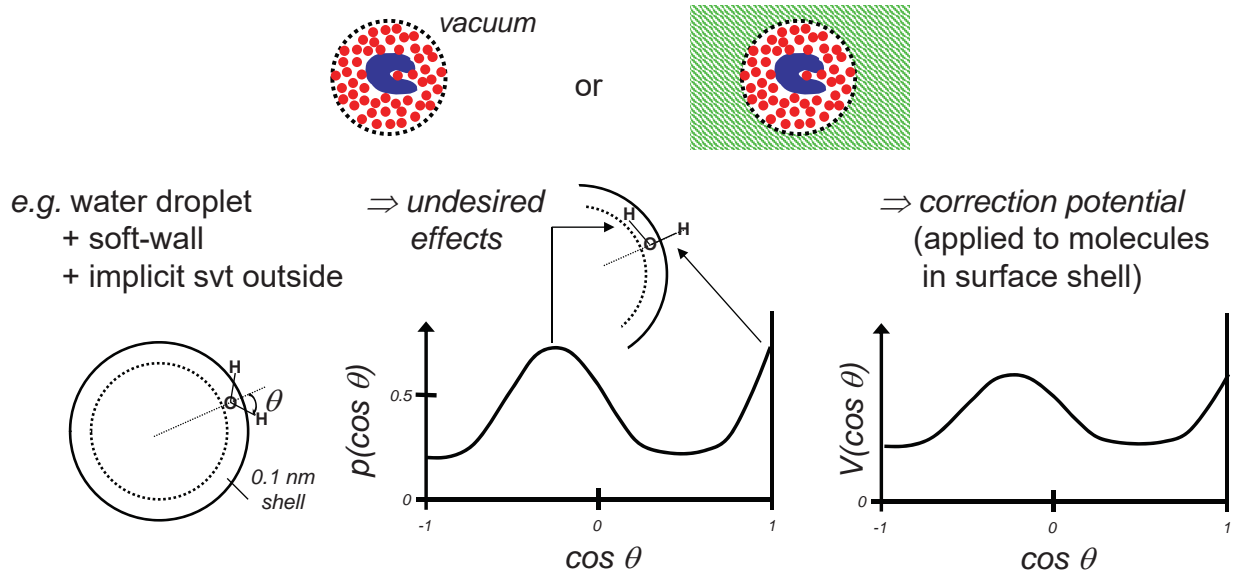 vacuum
or
e.g. water droplet
+ soft-wall
+ implicit svt outside
⇒ undesired
effects
⇒ correction potential
(applied to molecules
in surface shell)
H
H
O
H
O
H
θ
0.1 nm
shell
p(cos θ)
0.5
0
-1
0
1
cos θ
V(cos θ)
0
-1
0
1
cos θ